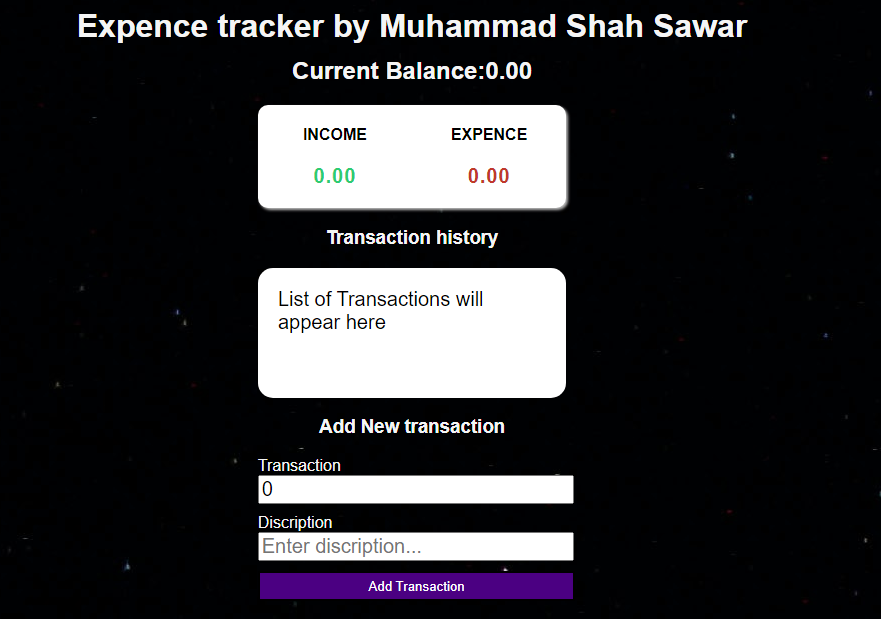 Expence tracker by Muhammad Shah Sawar
Current Balance:0.00
INCOME EXPENCE
0.00 0.00
Transaction history
List of Transactions will
appear here
Add New transaction
Transaction
0
Discription
Enter discription...
Add Transaction